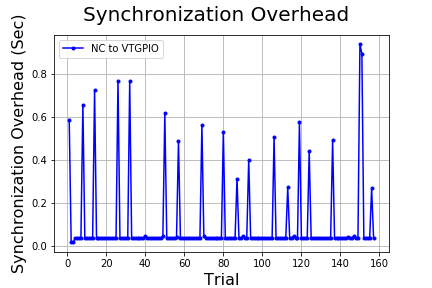 Synchronization Overhead
NC to VTGPIO
Synchronization Overhead (Sec)
0.8
0.6
0.4
0.2
0.0
0 20 40 60 80 100 120 140 160
Trial